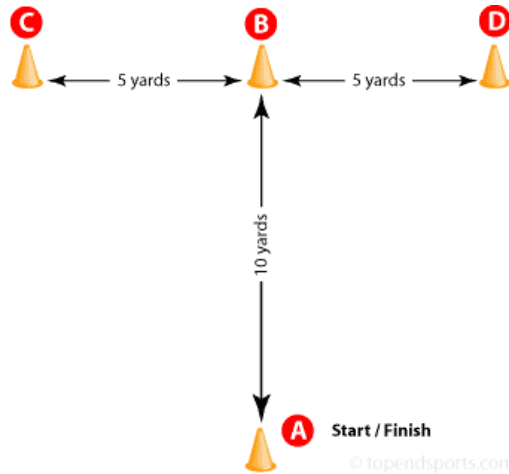 C B D
5 yards 5 yards
10 yards
A Start / Finish
© topendsports.com